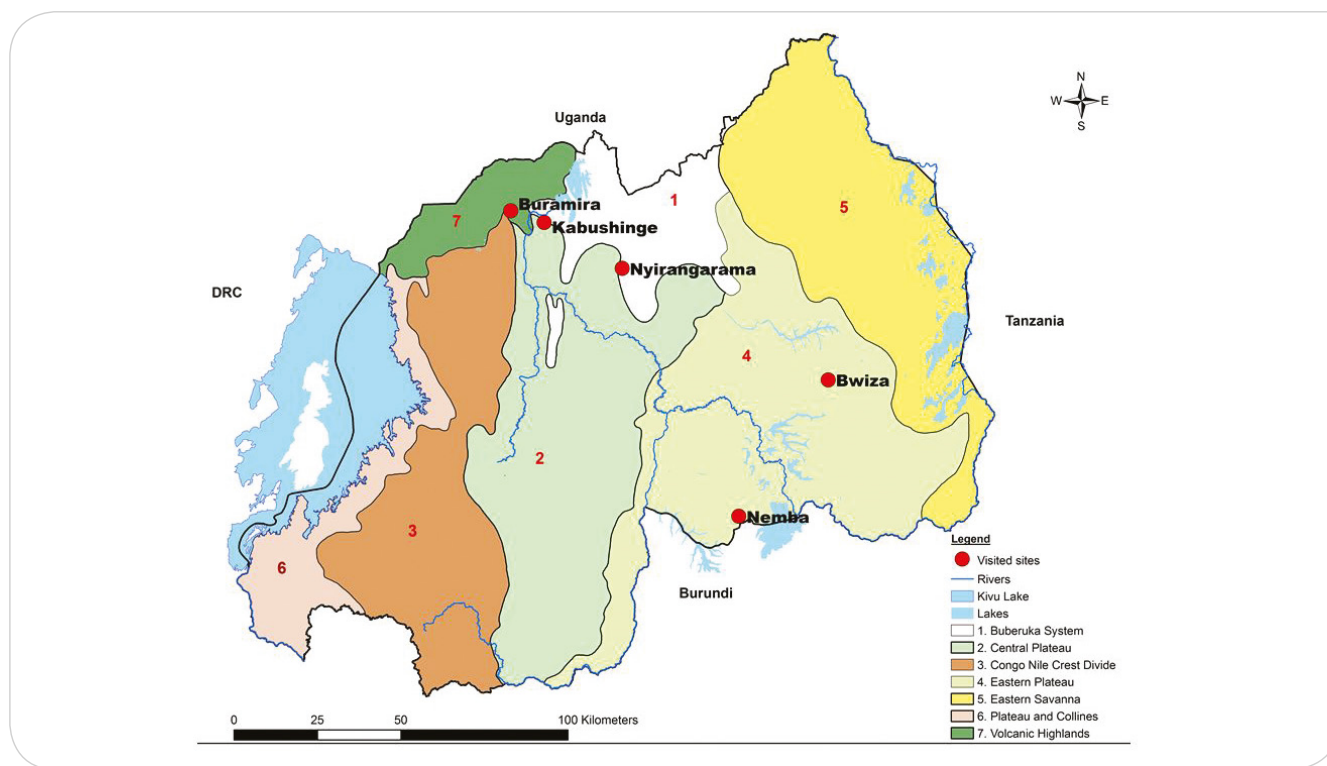 N
W E
S
Uganda
1
5
Buramira
7
Kabushinge
Nyirangarama
DRC
Tanzania
4
Bwiza
2
Nemba
3
6
Burundi
Legend
Visited sites
Rivers
Kivu Lake
Lakes
1. Buberuka System
2. Central Plateau
3. Congo Nile Crest Divide
4. Eastern Plateau
5. Eastern Savanna
6. Plateau and Collines
7. Volcanic Highlands
0 25 50 100 Kilometers